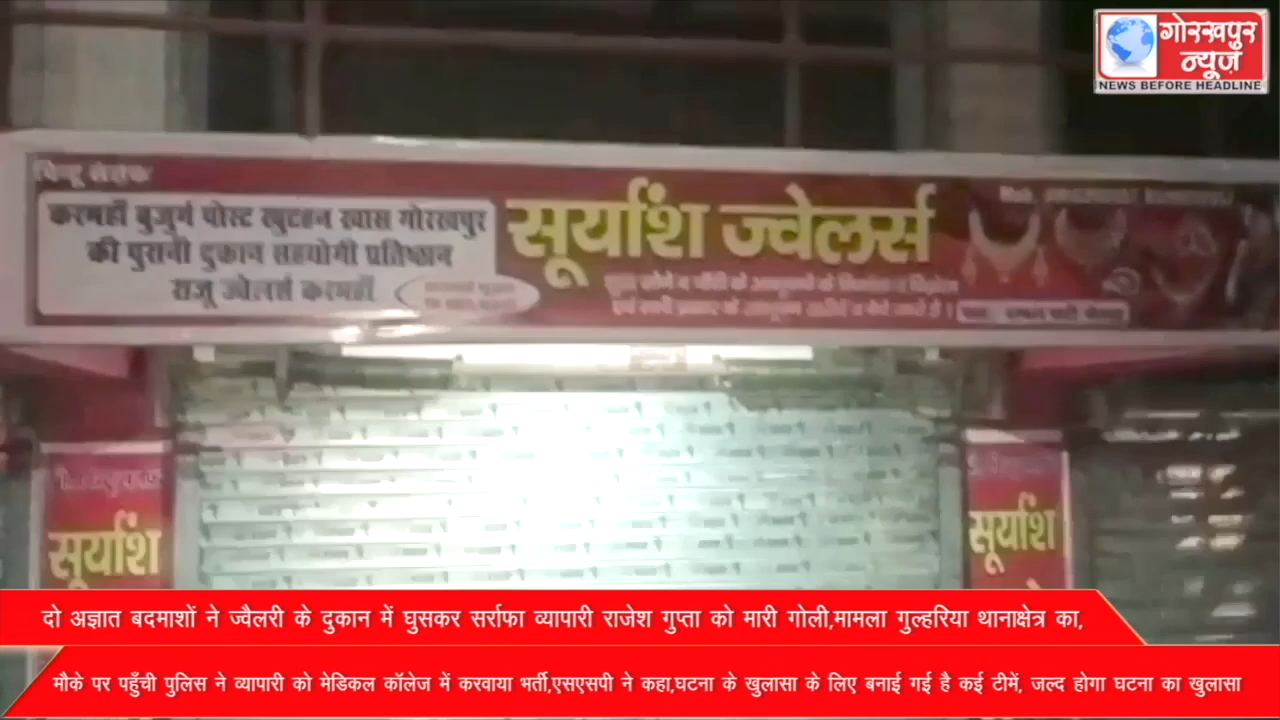 गोरखपुर
न्यूज़
NEWS BEFORE HEADLINE
करमहाँ बुजुर्ग पोस्ट खुटहन खास गोरखपुर
की पुरानी दुकान सहयोगी प्रतिष्ठान
राजू ज्वेलर्स करमहाँ
सूर्यांश ज्वेलर्स
सूर्यांश
सूर्यांश
दो अज्ञात बदमाशों ने ज्वैलरी के दुकान में घुसकर सर्राफा व्यापारी राजेश गुप्ता को मारी गोली,मामला गुल्हरिया थानाक्षेत्र का,
मौके पर पहुँची पुलिस ने व्यापारी को मेडिकल कॉलेज में करवाया भर्ती,एसएसपी ने कहा,घटना के खुलासा के लिए बनाई गई है कई टीमें, जल्द होगा घटना का खुलासा